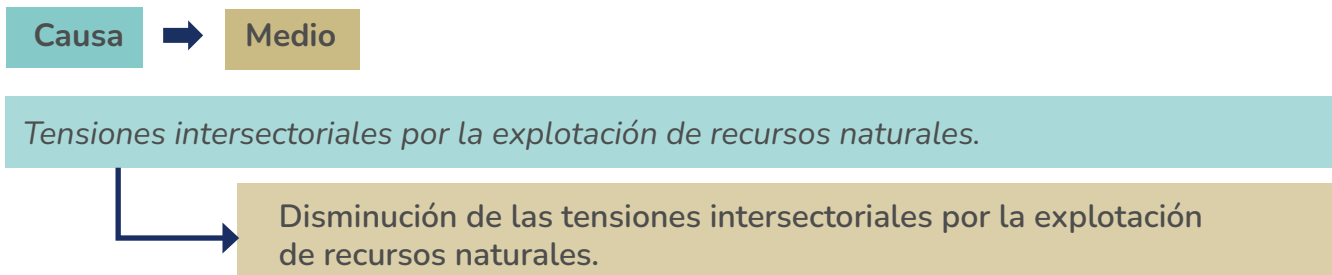 Causa
Medio
Tensiones intersectoriales por la explotación de recursos naturales.
Disminución de las tensiones intersectoriales por la explotación
de recursos naturales.